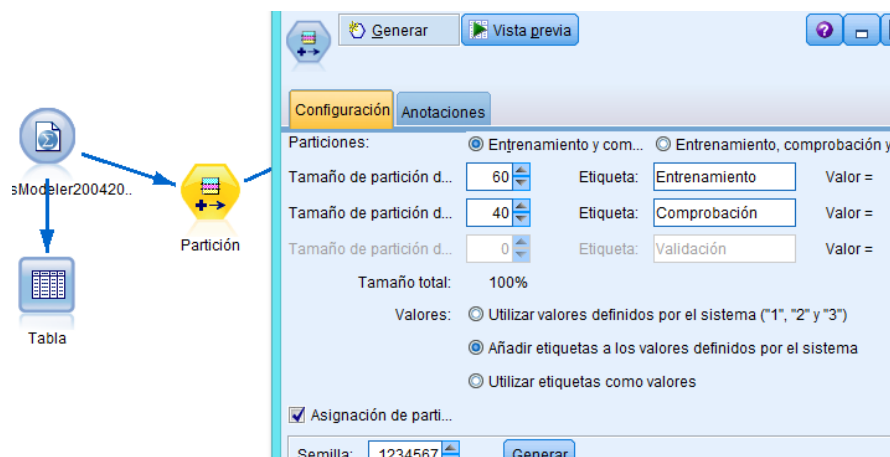 Generar
Vista previa
Configuración
Anotaciones
Particiones:
Entrenamiento y com...
Entrenamiento, comprobación y
Tamaño de partición d...
60
Etiqueta:
Entrenamiento
Valor =
Tamaño de partición d...
40
Etiqueta:
Comprobación
Valor =
Tamaño de partición d...
0
Etiqueta:
Validación
Valor =
Tamaño total:
100%
Valores:
Utilizar valores definidos por el sistema ("1", "2" y "3")
Añadir etiquetas a los valores definidos por el sistema
Utilizar etiquetas como valores
Asignación de parti...
Semilla:
1234567
Generar
sModeler200420..
Partición
Tabla